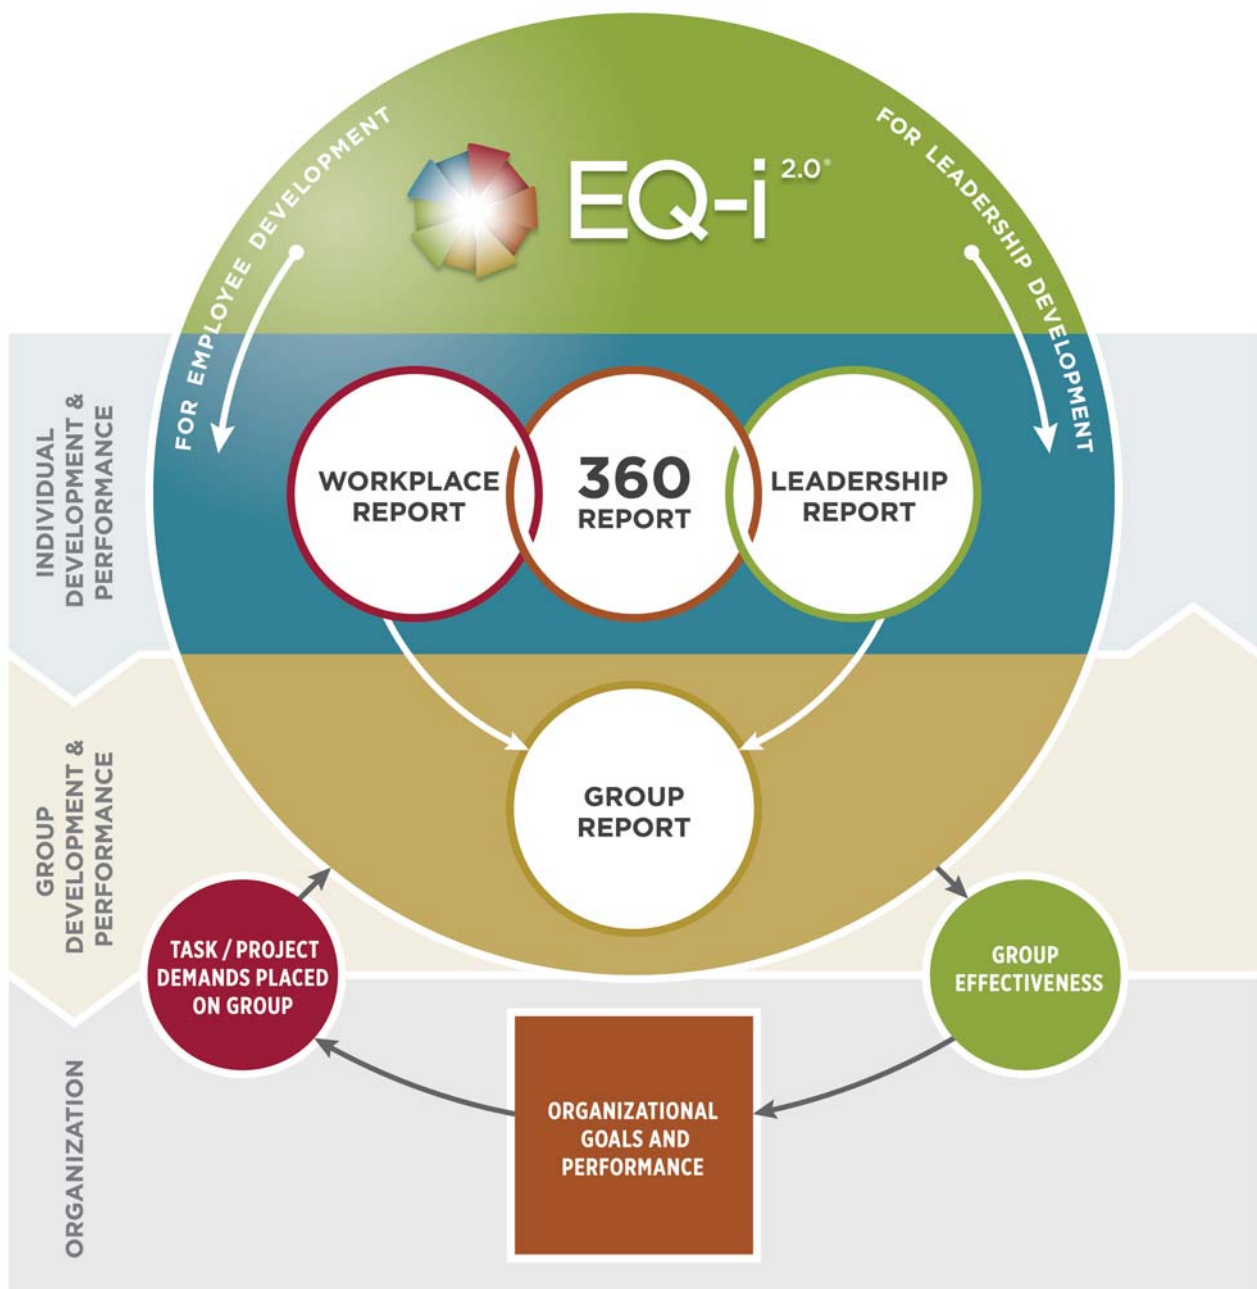 FOR EMPLOYEE DEVELOPMENT
EQ-i 2.0®
FOR LEADERSHIP DEVELOPMENT
INDIVIDUAL
DEVELOPMENT &
PERFORMANCE
WORKPLACE
REPORT
360
REPORT
LEADERSHIP
REPORT
GROUP
DEVELOPMENT &
PERFORMANCE
GROUP
REPORT
TASK / PROJECT
DEMANDS PLACED
ON GROUP
GROUP
EFFECTIVENESS
ORGANIZATION
ORGANIZATIONAL
GOALS AND
PERFORMANCE